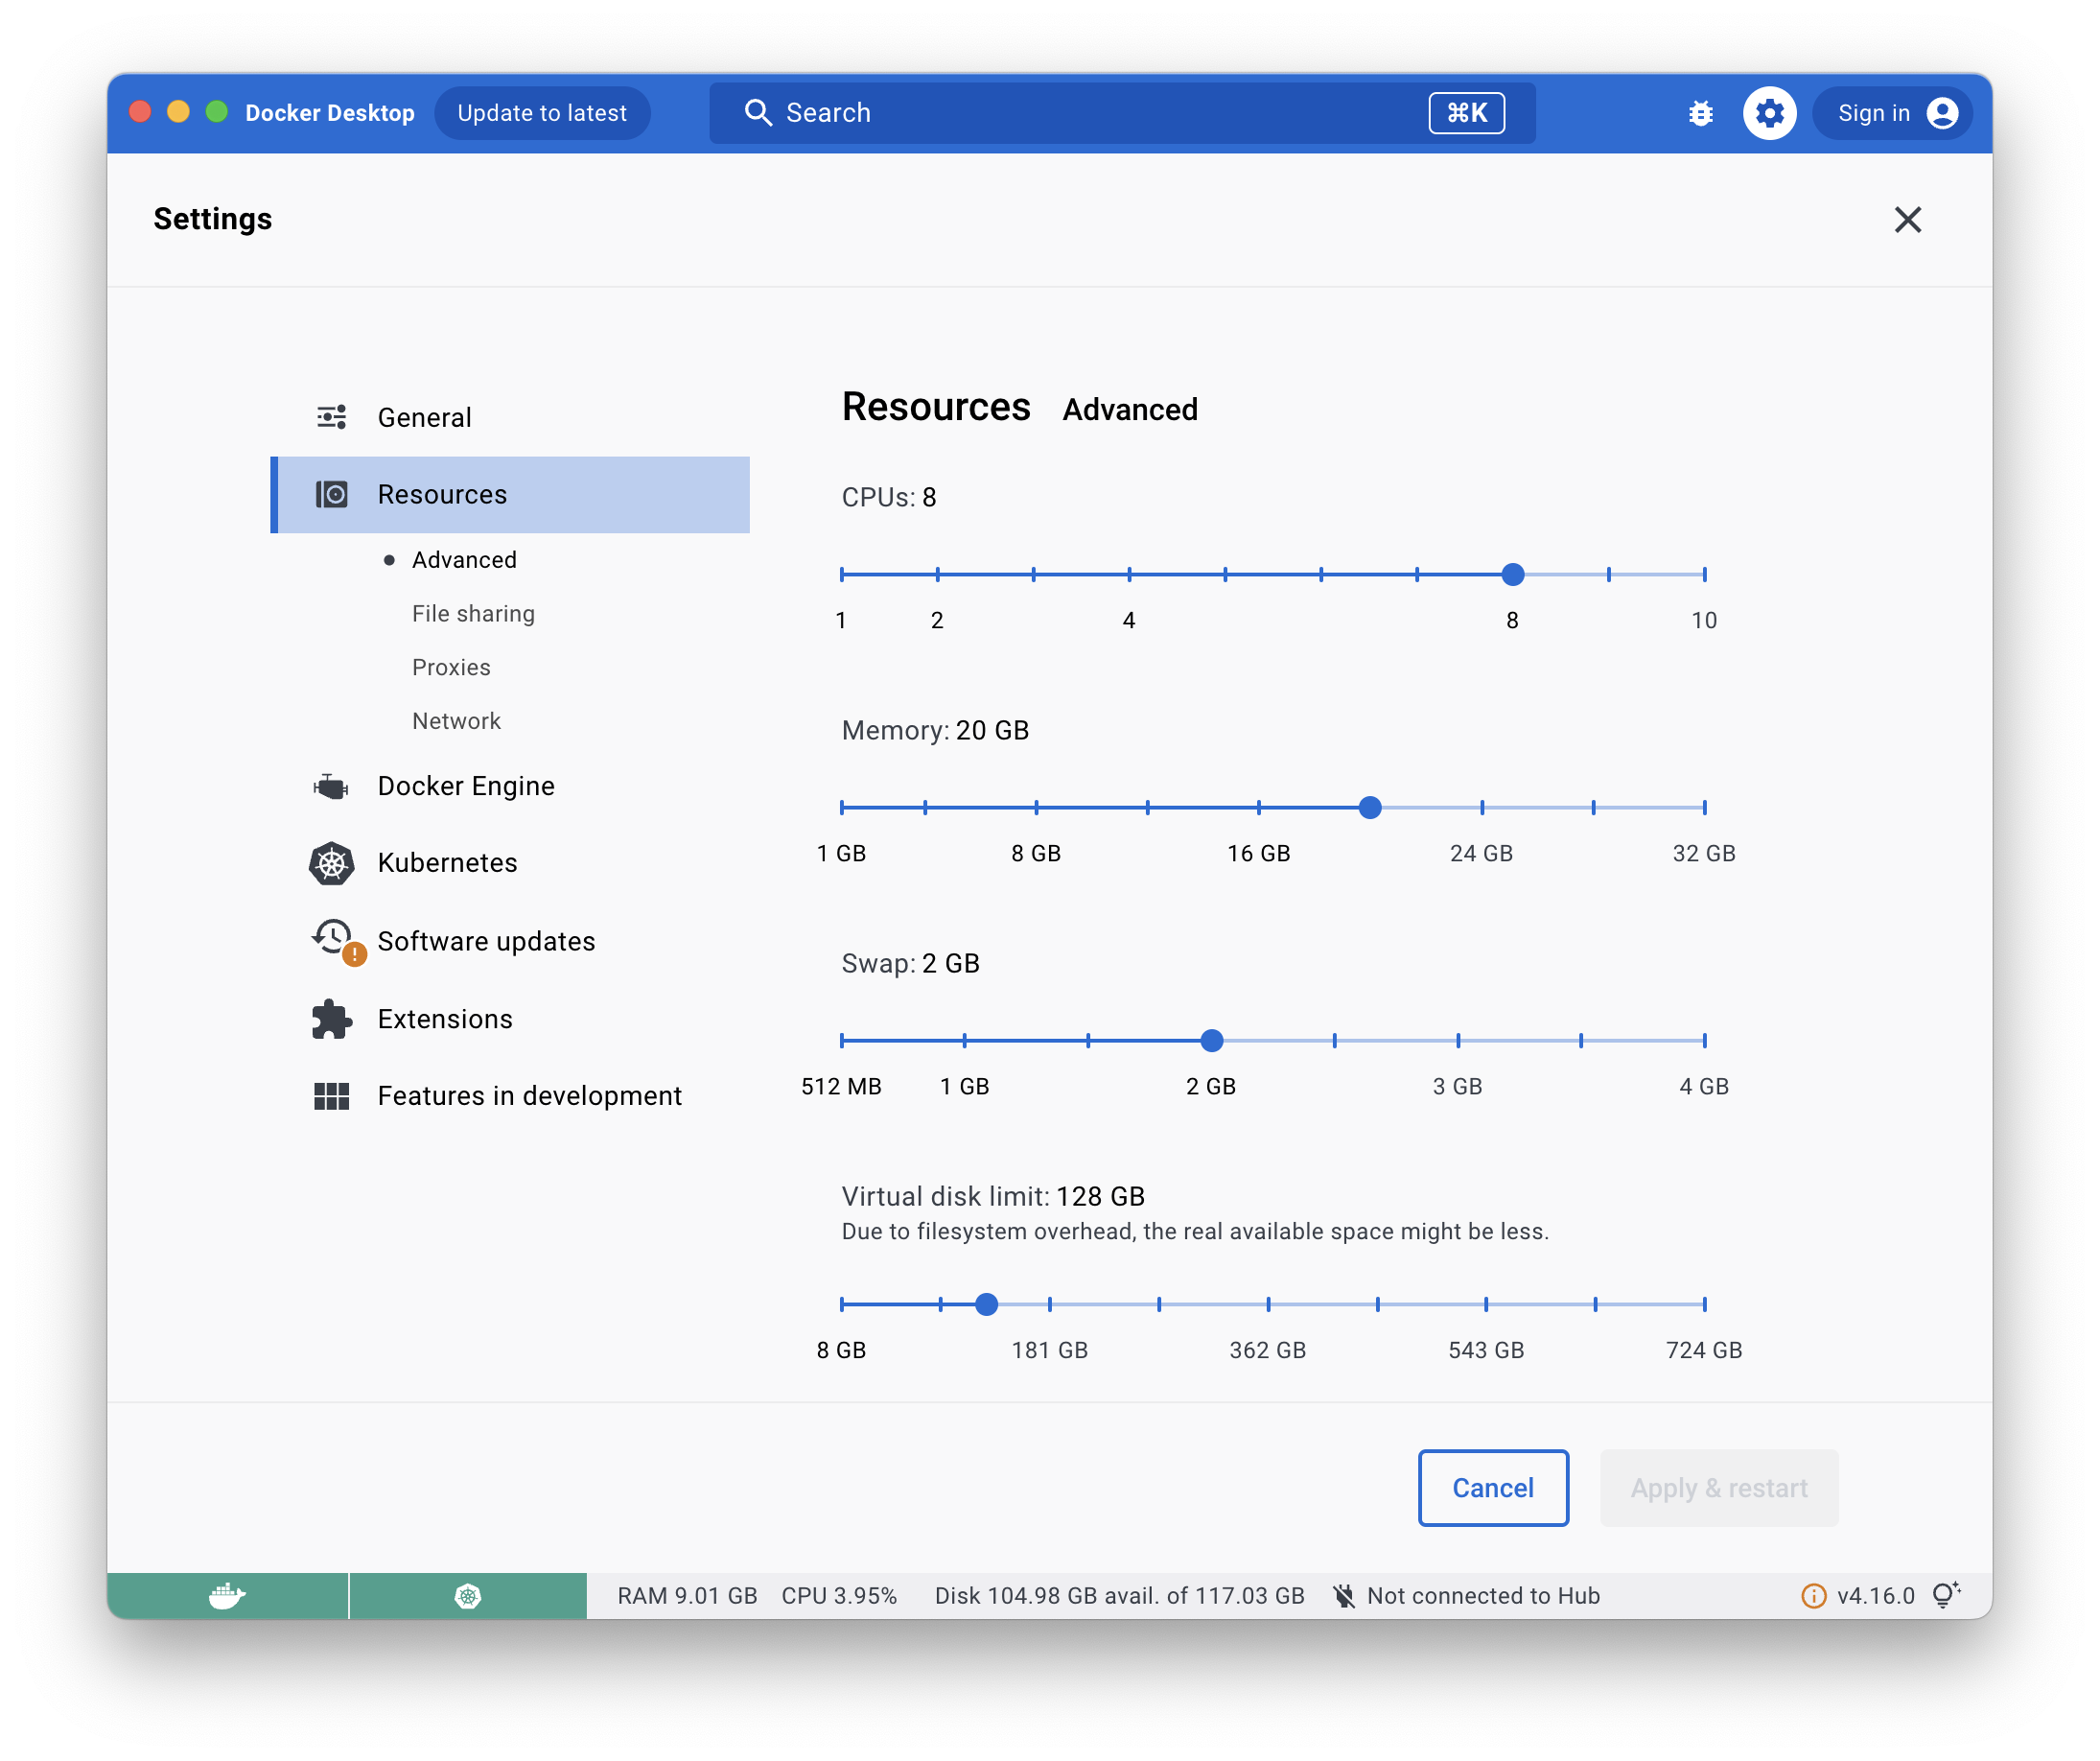 Docker Desktop Update to latest Search ⌘K Sign in
Settings
General
Resources
Advanced
File sharing
Proxies
Network
Docker Engine
Kubernetes
Software updates
Extensions
Features in development
Resources Advanced
CPUs: 8
1 2 4 8 10
Memory: 20 GB
1 GB 8 GB 16 GB 24 GB 32 GB
Swap: 2 GB
512 MB 1 GB 2 GB 3 GB 4 GB
Virtual disk limit: 128 GB
Due to filesystem overhead, the real available space might be less.
8 GB 181 GB 362 GB 543 GB 724 GB
Cancel Apply & restart
RAM 9.01 GB CPU 3.95% Disk 104.98 GB avail. of 117.03 GB Not connected to Hub v4.16.0